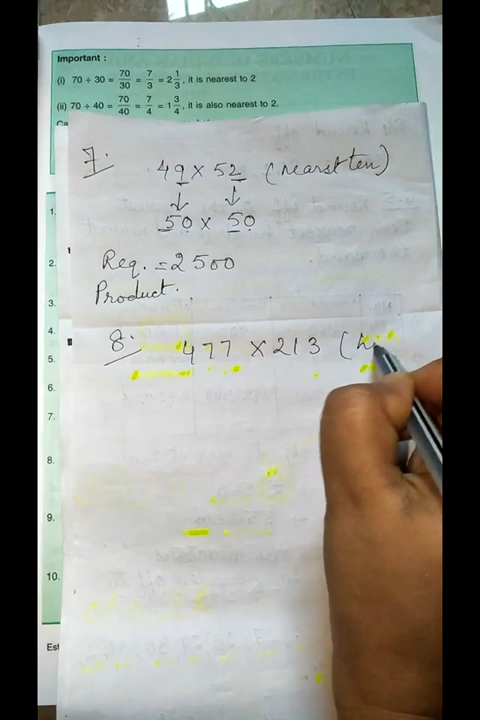 Important :
(i) 70 ÷ 30 = 70/30 = 7/3 = 2 1/3, it is nearest to 2
(ii) 70 ÷ 40 = 70/40 = 7/4 = 1 3/4, it is also nearest to 2.
7.
49 × 52 (nearst ten)
50 × 50
Req. = 2500
Product.
8. 477 × 213 (h
1.
2.
3.
4.
5.
6.
7.
8.
9.
10.
Est